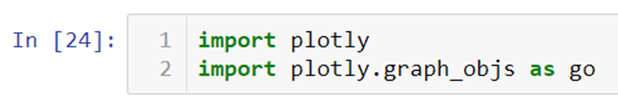 In [24]: 1 import plotly
2 import plotly.graph_objs as go